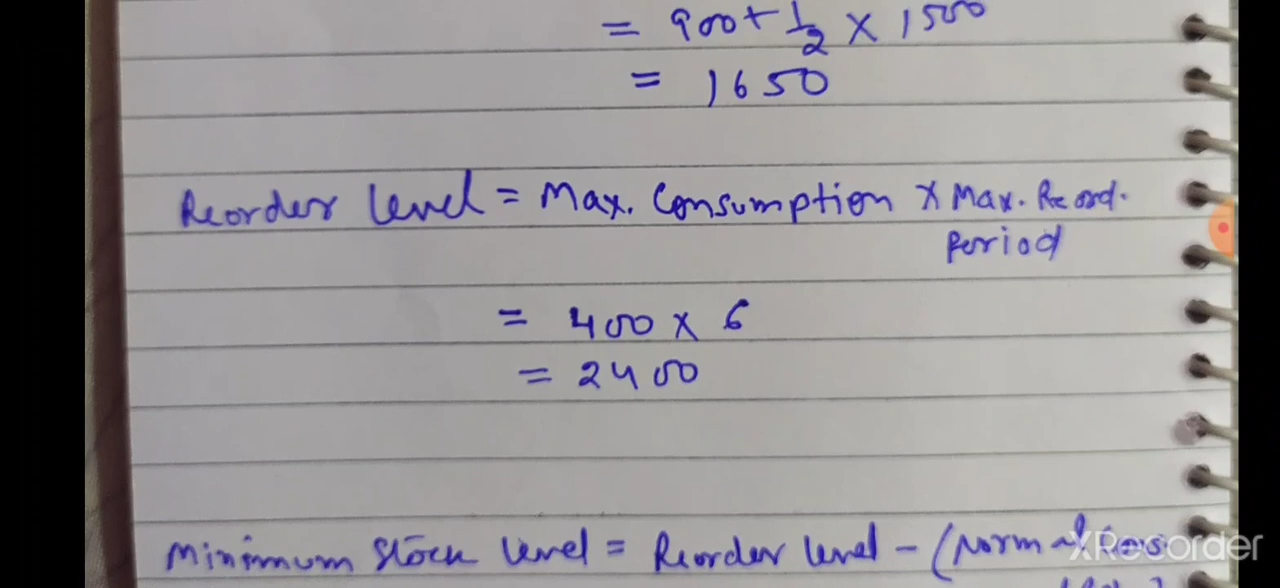 = 900 + 1/2 × 1500
= 1650
Reorder level = Max. Consumption × Max. Reord.
Period
= 400 × 6
= 2400
Minimum Stock level = Reorder level - (Normal cons
XRecorder